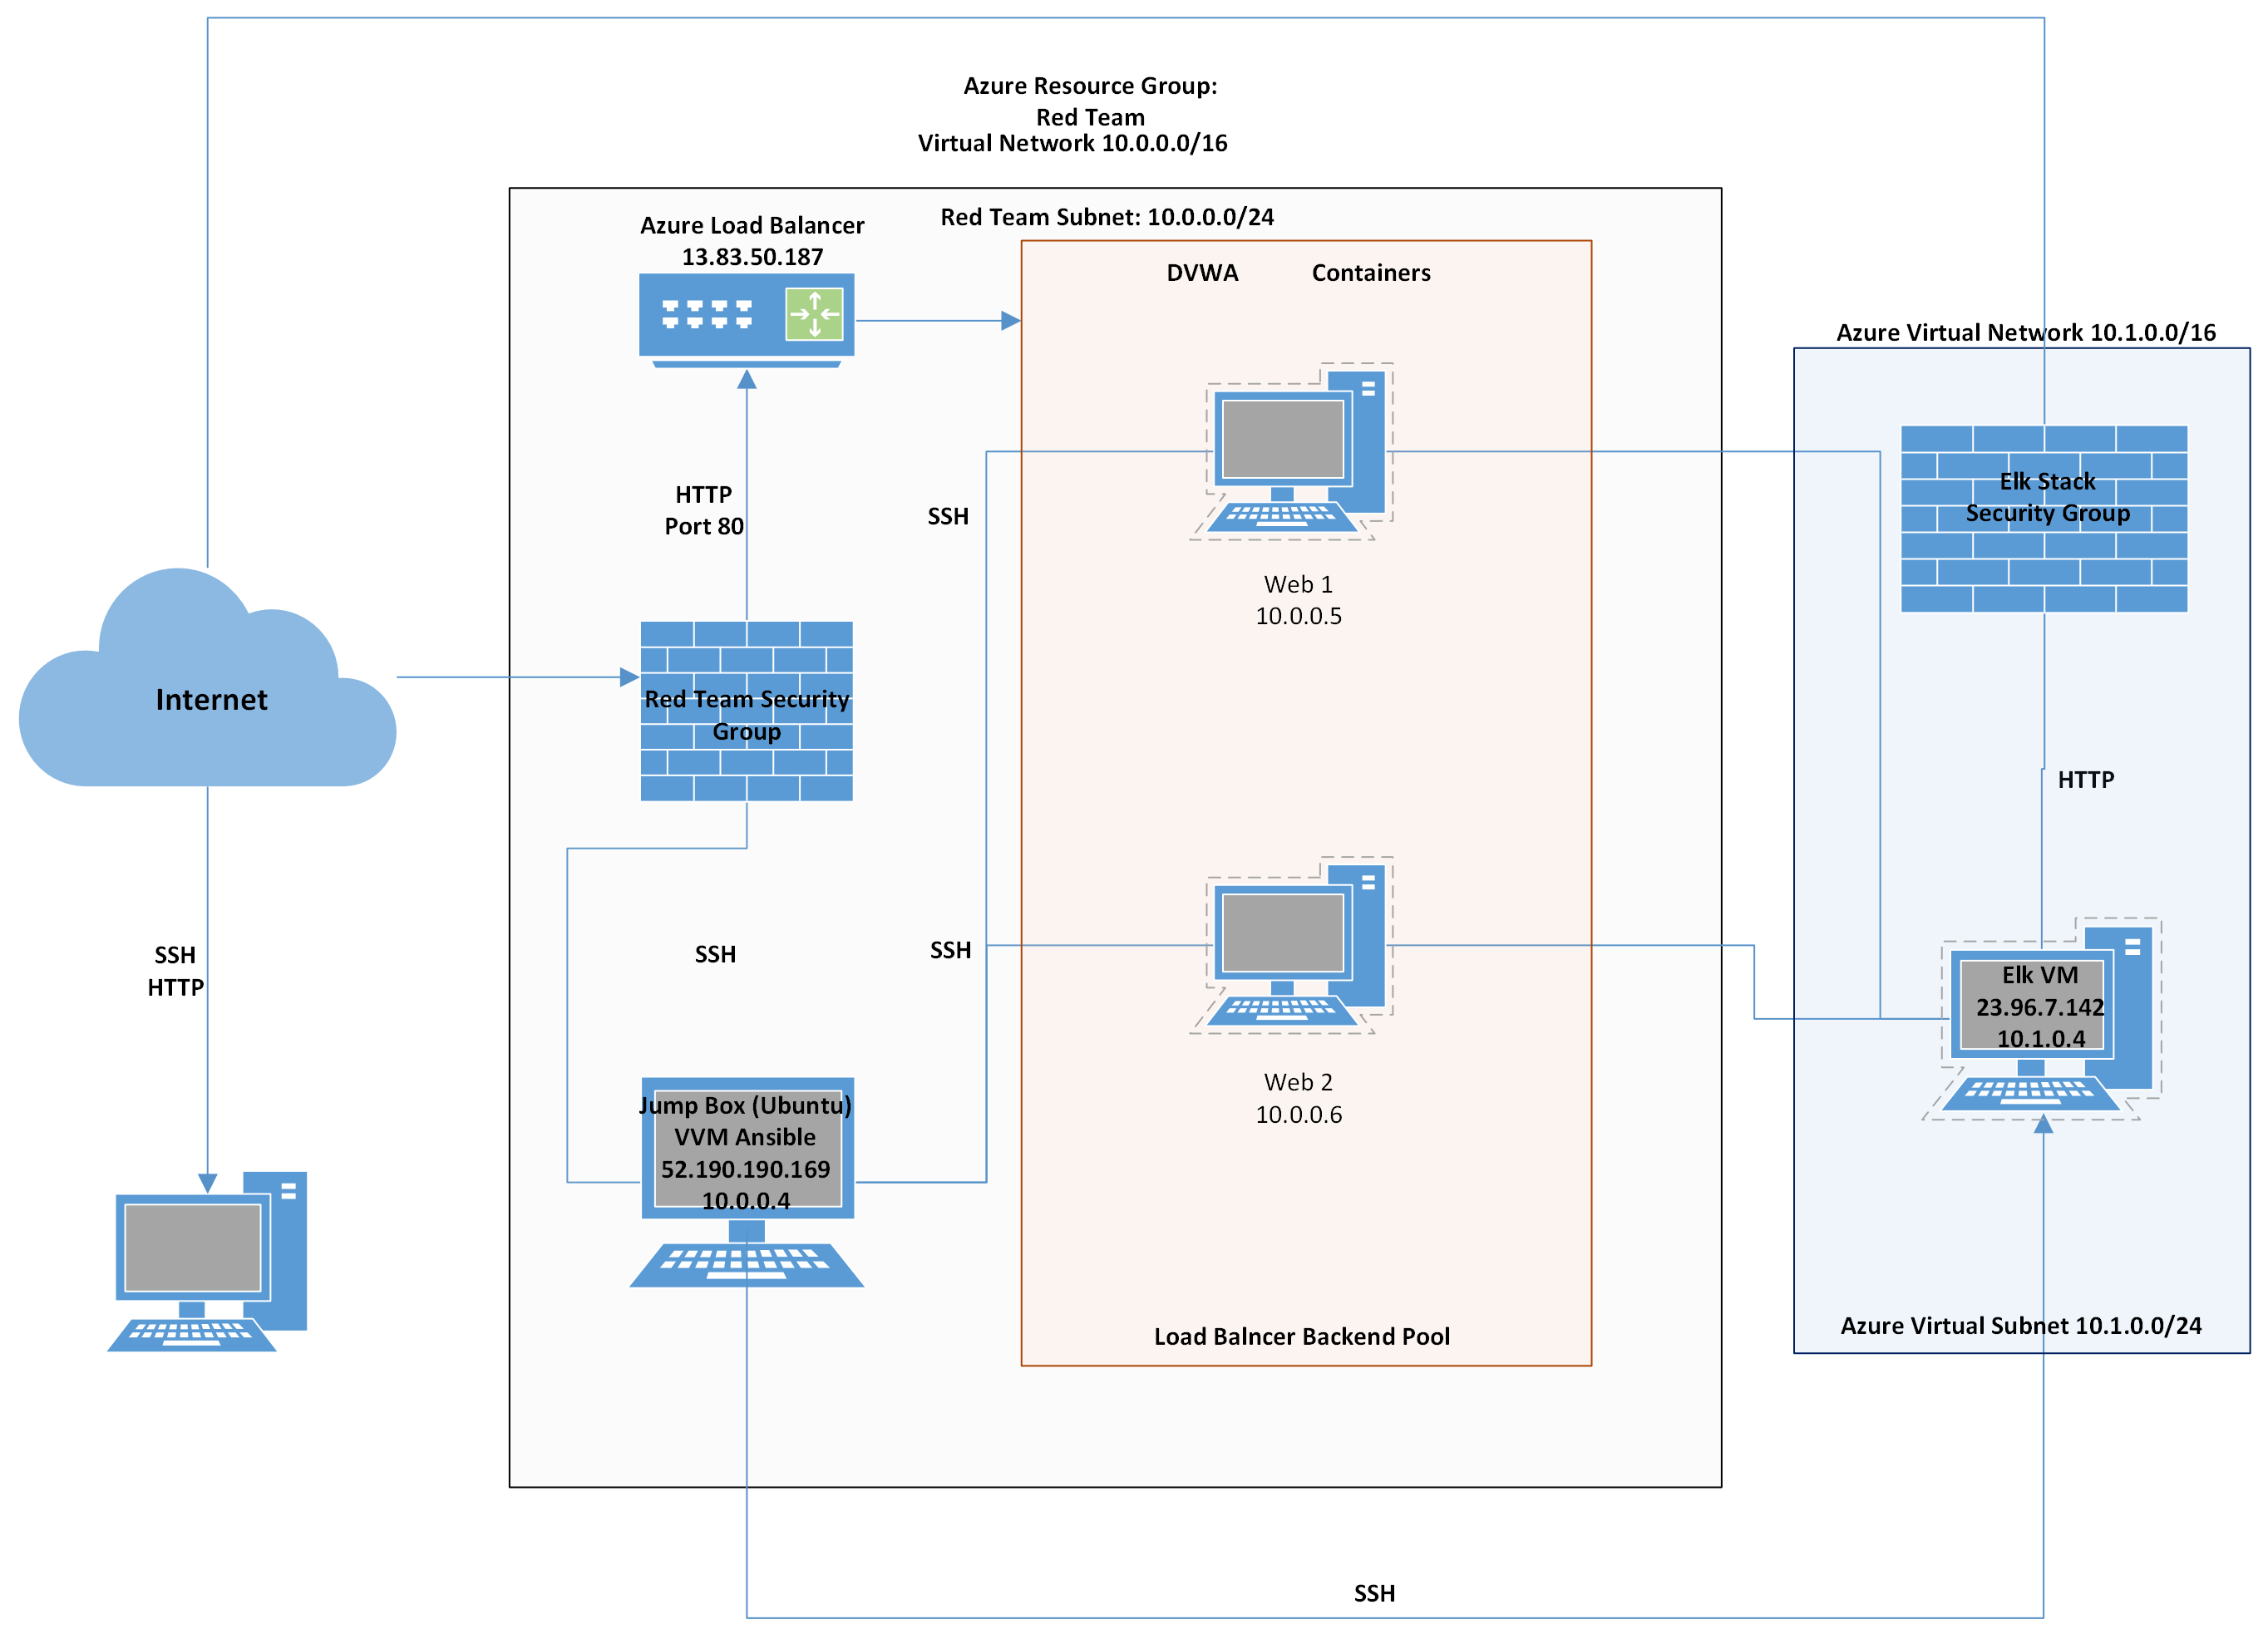 Azure Resource Group:
Red Team
Virtual Network 10.0.0.0/16
Red Team Subnet: 10.0.0.0/24
Azure Load Balancer
13.83.50.187
DVWA Containers
Azure Virtual Network 10.1.0.0/16
HTTP
Port 80
SSH
Elk Stack
Security Group
Web 1
10.0.0.5
Internet
Red Team Security
Group
HTTP
SSH
HTTP
SSH
SSH
Elk VM
23.96.7.142
10.1.0.4
Web 2
10.0.0.6
Jump Box (Ubuntu)
VVM Ansible
52.190.190.169
10.0.0.4
Load Balncer Backend Pool
Azure Virtual Subnet 10.1.0.0/24
SSH